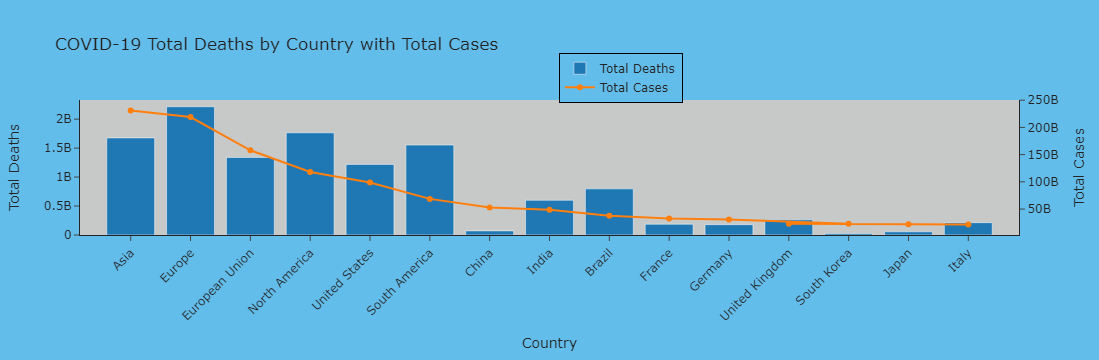 COVID-19 Total Deaths by Country with Total Cases
Total Deaths
Total Cases
Total Deaths
2B
1.5B
1B
0.5B
0
250B
200B
150B
100B
50B
Total Cases
Asia
Europe
European Union
North America
United States
South America
China
India
Brazil
France
Germany
United Kingdom
South Korea
Japan
Italy
Country